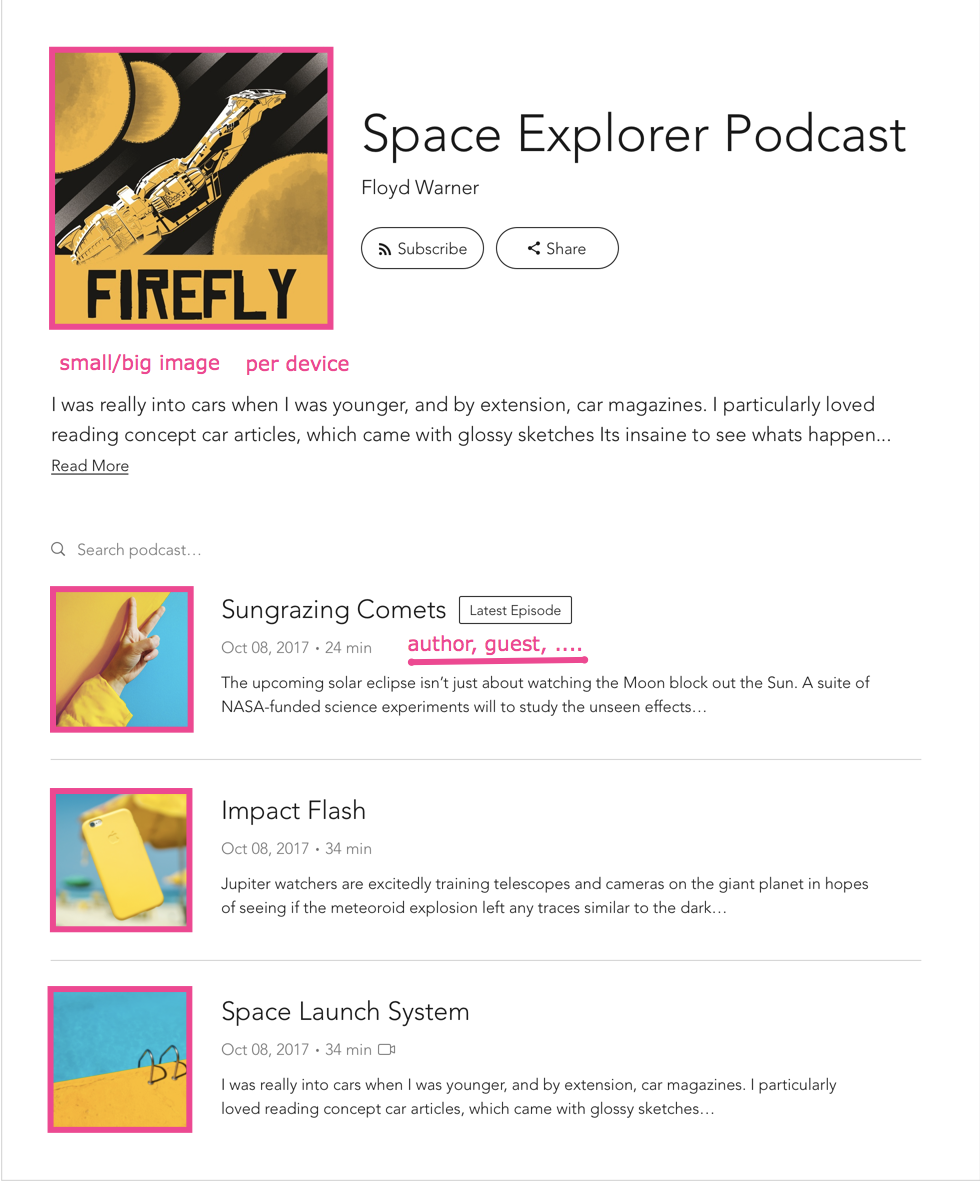 FIREFLY
Space Explorer Podcast
Floyd Warner
Subscribe
Share
small/big image per device
I was really into cars when I was younger, and by extension, car magazines. I particularly loved
reading concept car articles, which came with glossy sketches Its insaine to see whats happen...
Read More
Search podcast...
Sungrazing Comets
Latest Episode
Oct 08, 2017 • 24 min
author, guest, ....
The upcoming solar eclipse isn’t just about watching the Moon block out the Sun. A suite of
NASA-funded science experiments will to study the unseen effects...
Impact Flash
Oct 08, 2017 • 34 min
Jupiter watchers are excitedly training telescopes and cameras on the giant planet in hopes
of seeing if the meteoroid explosion left any traces similar to the dark...
Space Launch System
Oct 08, 2017 • 34 min
I was really into cars when I was younger, and by extension, car magazines. I particularly
loved reading concept car articles, which came with glossy sketches...